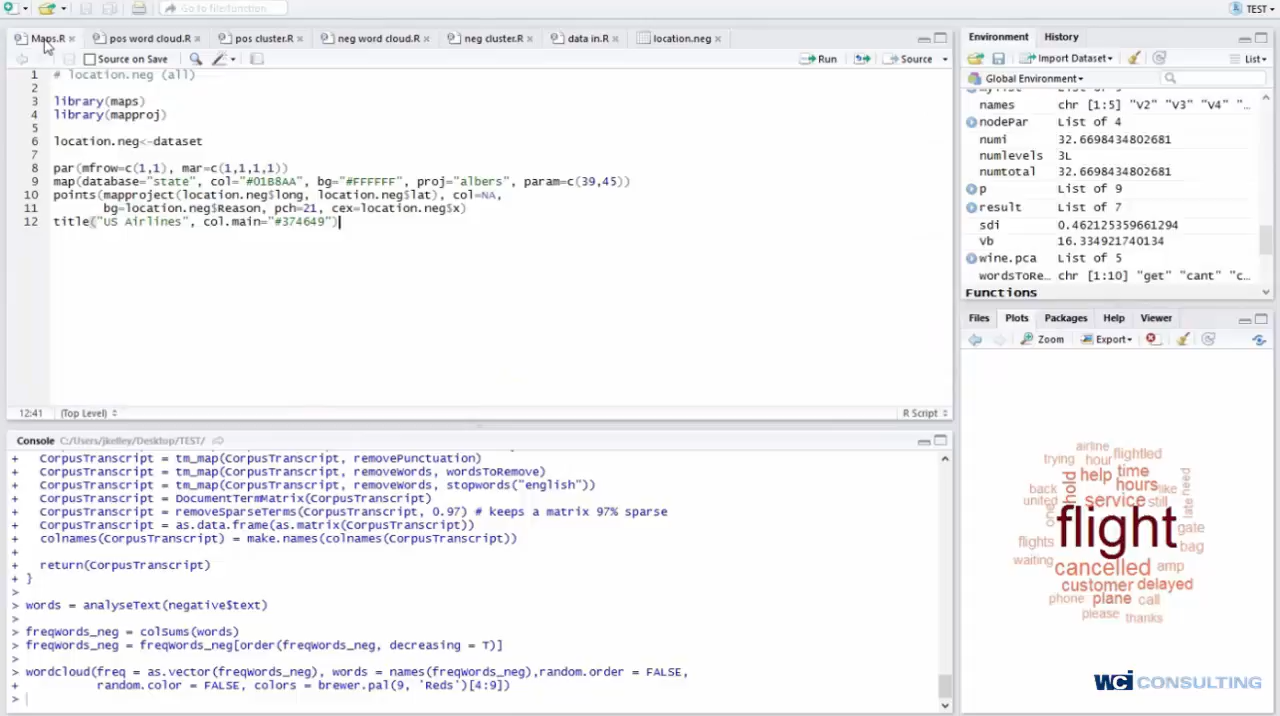 Go to file/function
TEST
Maps.R
pos word cloud.R
pos cluster.R
neg word cloud.R
neg cluster.R
data in.R
location.neg
Source on Save
Run
Source
1 # location.neg (all)
2
3 library(maps)
4 library(mapproj)
5
6 location.neg<-dataset
7
8 par(mfrow=c(1,1), mar=c(1,1,1,1))
9 map(database="state", col="#01B8AA", bg="#FFFFFF", proj="albers", param=c(39,45))
10 points(mapproject(location.neg$long, location.neg$lat), col=NA,
11 bg=location.neg$Reason, pch=21, cex=location.neg$x)
12 title("US Airlines", col.main="#374649")
12:41 (Top Level) R Script
Console C:/Users/jkelley/Desktop/TEST/
+ CorpusTranscript = tm_map(CorpusTranscript, removePunctuation)
+ CorpusTranscript = tm_map(CorpusTranscript, removeWords, wordsToRemove)
+ CorpusTranscript = tm_map(CorpusTranscript, removeWords, stopwords("english"))
+ CorpusTranscript = DocumentTermMatrix(CorpusTranscript)
+ CorpusTranscript = removeSparseTerms(CorpusTranscript, 0.97) # keeps a matrix 97% sparse
+ CorpusTranscript = as.data.frame(as.matrix(CorpusTranscript))
+ colnames(CorpusTranscript) = make.names(colnames(CorpusTranscript))
+
+ return(CorpusTranscript)
+ }
>
> words = analyseText(negative$text)
>
> freqwords_neg = colSums(words)
> freqwords_neg = freqwords_neg[order(freqwords_neg, decreasing = T)]
>
> wordcloud(freq = as.vector(freqwords_neg), words = names(freqwords_neg),random.order = FALSE,
+ random.color = FALSE, colors = brewer.pal(9, 'Reds')[4:9])
>
Environment History
Import Dataset List
Global Environment
names chr [1:5] "V2" "V3" "V4" "…
nodePar List of 4
numi 32.6698434802681
numlevels 3L
numtotal 32.6698434802681
p List of 9
result List of 7
sdi 0.462125359661294
vb 16.334921740134
wine.pca List of 5
wordsToRe… chr [1:10] "get" "cant" "c…
Functions
Files Plots Packages Help Viewer
Zoom Export
airline
trying hour flightled
hold help time
back hours like
united service still
one late need
flight
flights gate
waiting bag
cancelled amp
customer delayed
phone plane call
please thanks
WCI CONSULTING